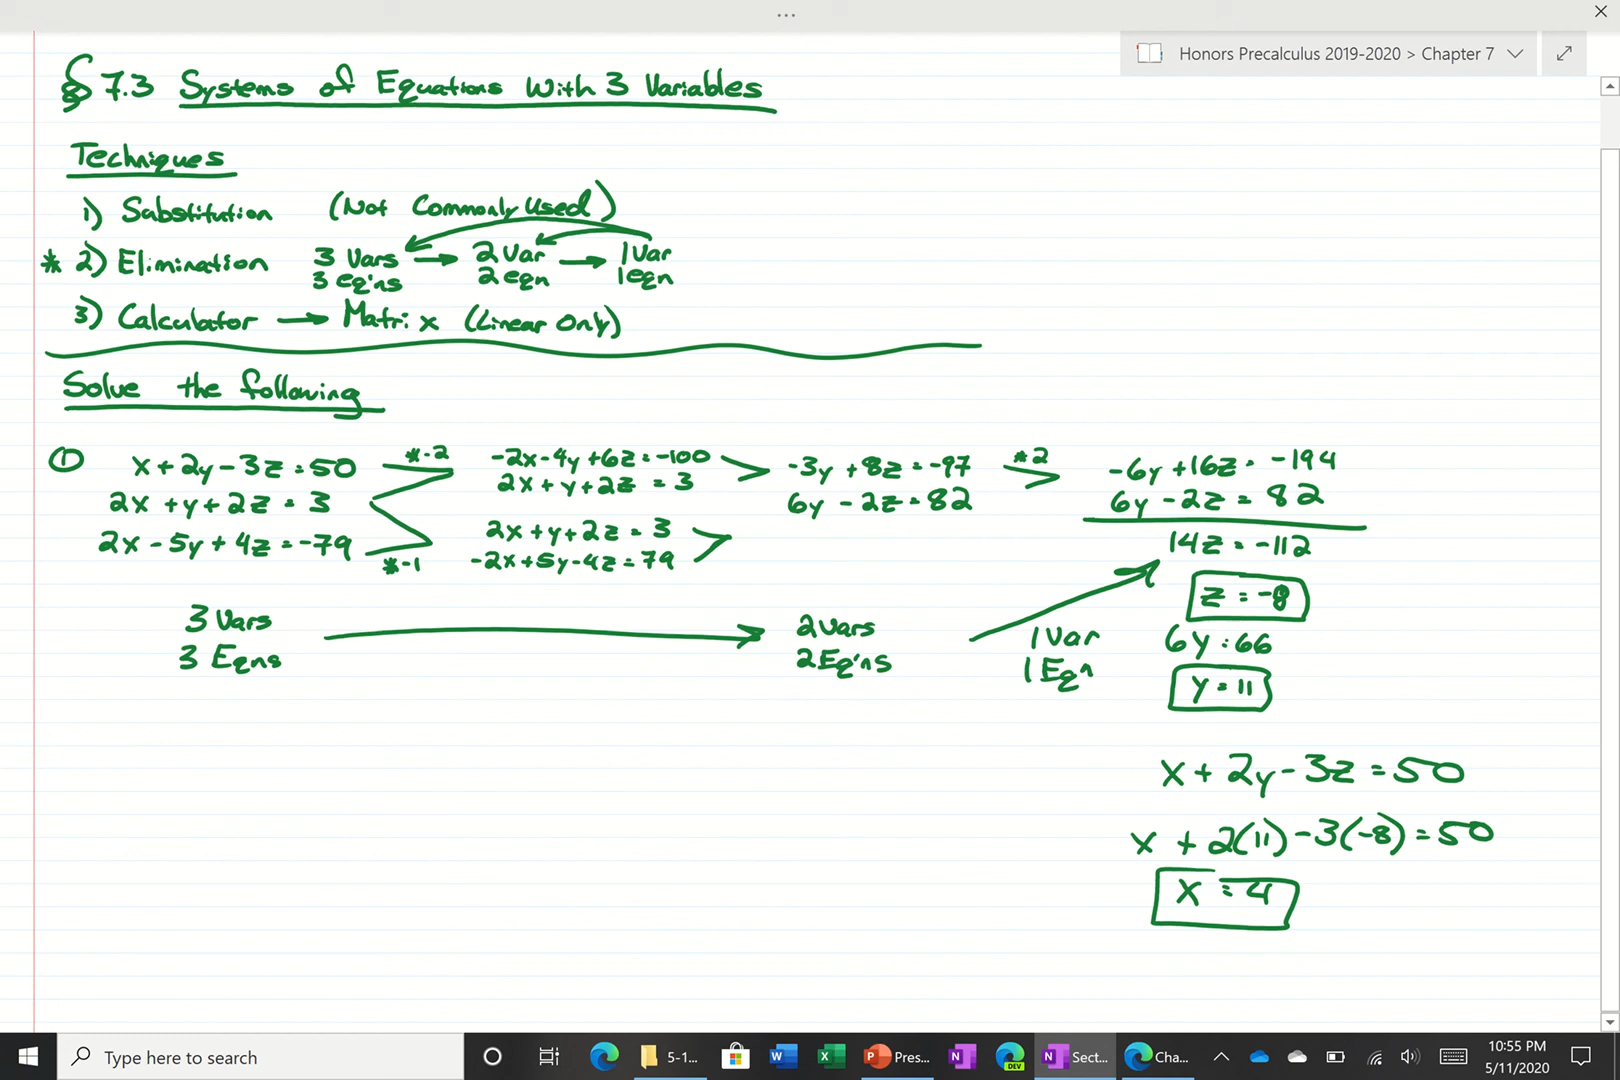 Honors Precalculus 2019-2020 > Chapter 7
§ 7.3 Systems of Equations With 3 Variables
Techniques
1) Substitution (Not Commonly Used)
* 2) Elimination 3 Vars → 2 Var → 1 Var
3 eq'ns 2 eqn 1 eqn
3) Calculator → Matrix (Linear Only)
Solve the following
① x + 2y - 3z = 50
2x + y + 2z = 3
2x - 5y + 4z = -79
*-2
*-1
-2x - 4y + 6z = -100
2x + y + 2z = 3
2x + y + 2z = 3
-2x + 5y - 4z = 79
-3y + 8z = -97
6y - 2z = 82
*2
-6y + 16z = -194
6y - 2z = 82
14z = -112
z = -8
6y = 66
y = 11
3 Vars
3 Eqns
2 Vars
2 Eq'ns
1 Var
1 Eqn
x + 2y - 3z = 50
x + 2(11) - 3(-8) = 50
x = 4
Type here to search
5-1...
Pres...
DEV
Sect...
Cha...
10:55 PM
5/11/2020